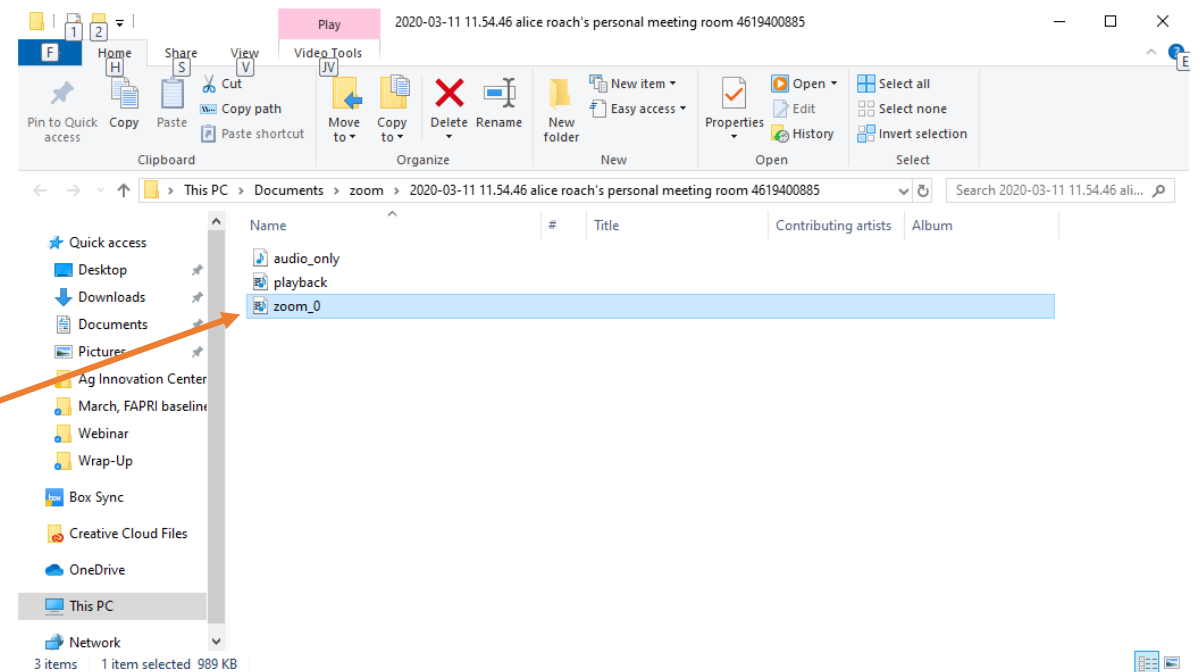 1 2
Play
2020-03-11 11.54.46 alice roach's personal meeting room 4619400885
F Home Share View Video Tools
H S V JV E
Pin to Quick access
Copy
Paste
Cut
Copy path
Paste shortcut
Clipboard
Move to
Copy to
Delete
Rename
Organize
New folder
New item
Easy access
New
Properties
Open
Edit
History
Open
Select all
Select none
Invert selection
Select
This PC > Documents > zoom > 2020-03-11 11.54.46 alice roach's personal meeting room 4619400885
Search 2020-03-11 11.54.46 ali...
Name # Title Contributing artists Album
Quick access
Desktop
Downloads
Documents
Pictures
Ag Innovation Center
March, FAPRI baseline
Webinar
Wrap-Up
Box Sync
Creative Cloud Files
OneDrive
This PC
Network
audio_only
playback
zoom_0
3 items 1 item selected 989 KB